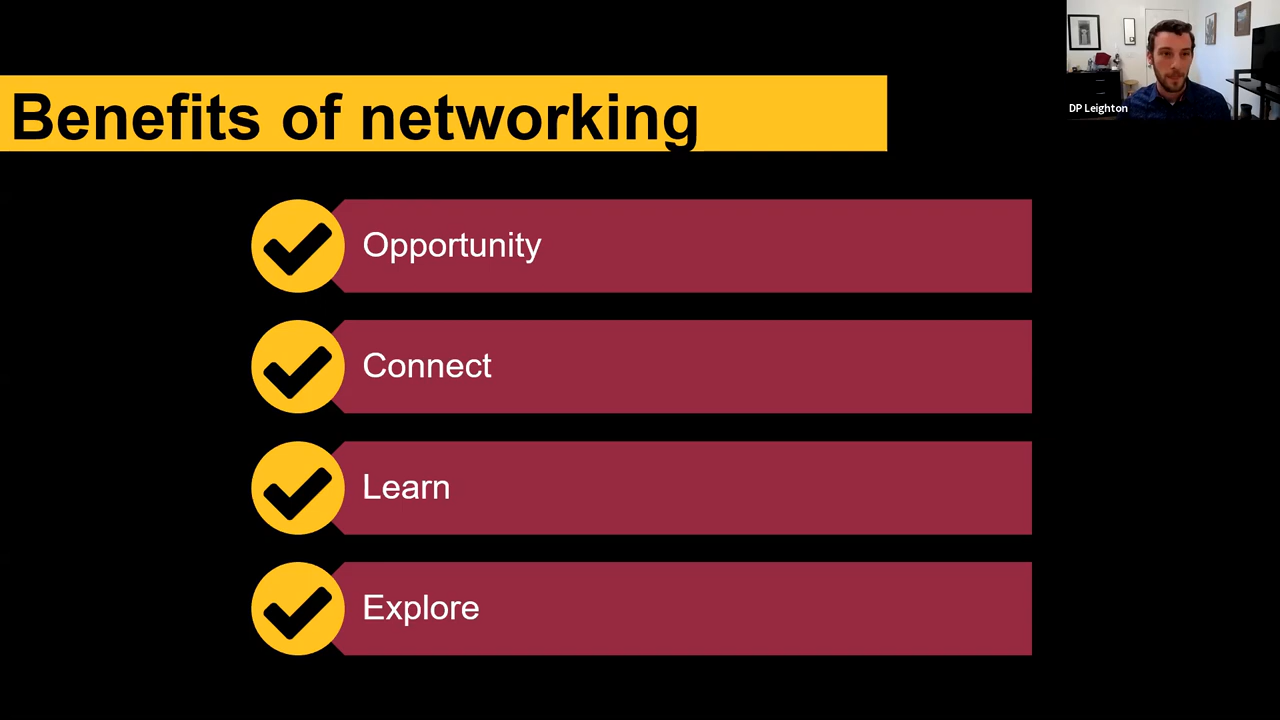 Benefits of networking
DP Leighton
Opportunity
Connect
Learn
Explore